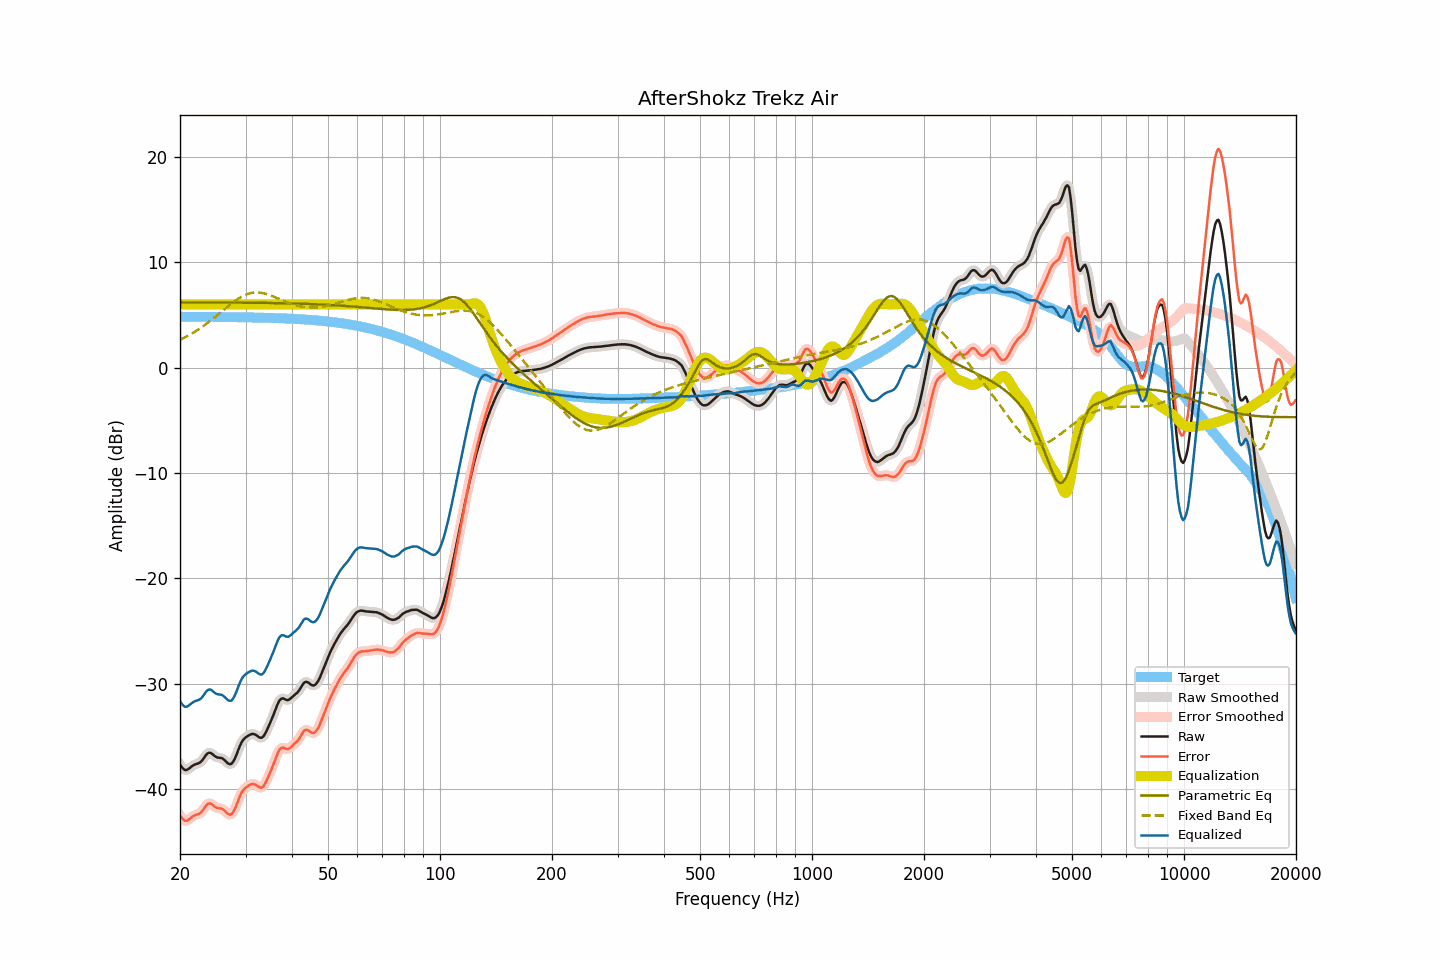 AfterShokz Trekz Air
Amplitude (dBr)
20
10
0
−10
−20
−30
−40
20
50
100
200
500
1000
2000
5000
10000
20000
Frequency (Hz)
Target
Raw Smoothed
Error Smoothed
Raw
Error
Equalization
Parametric Eq
Fixed Band Eq
Equalized